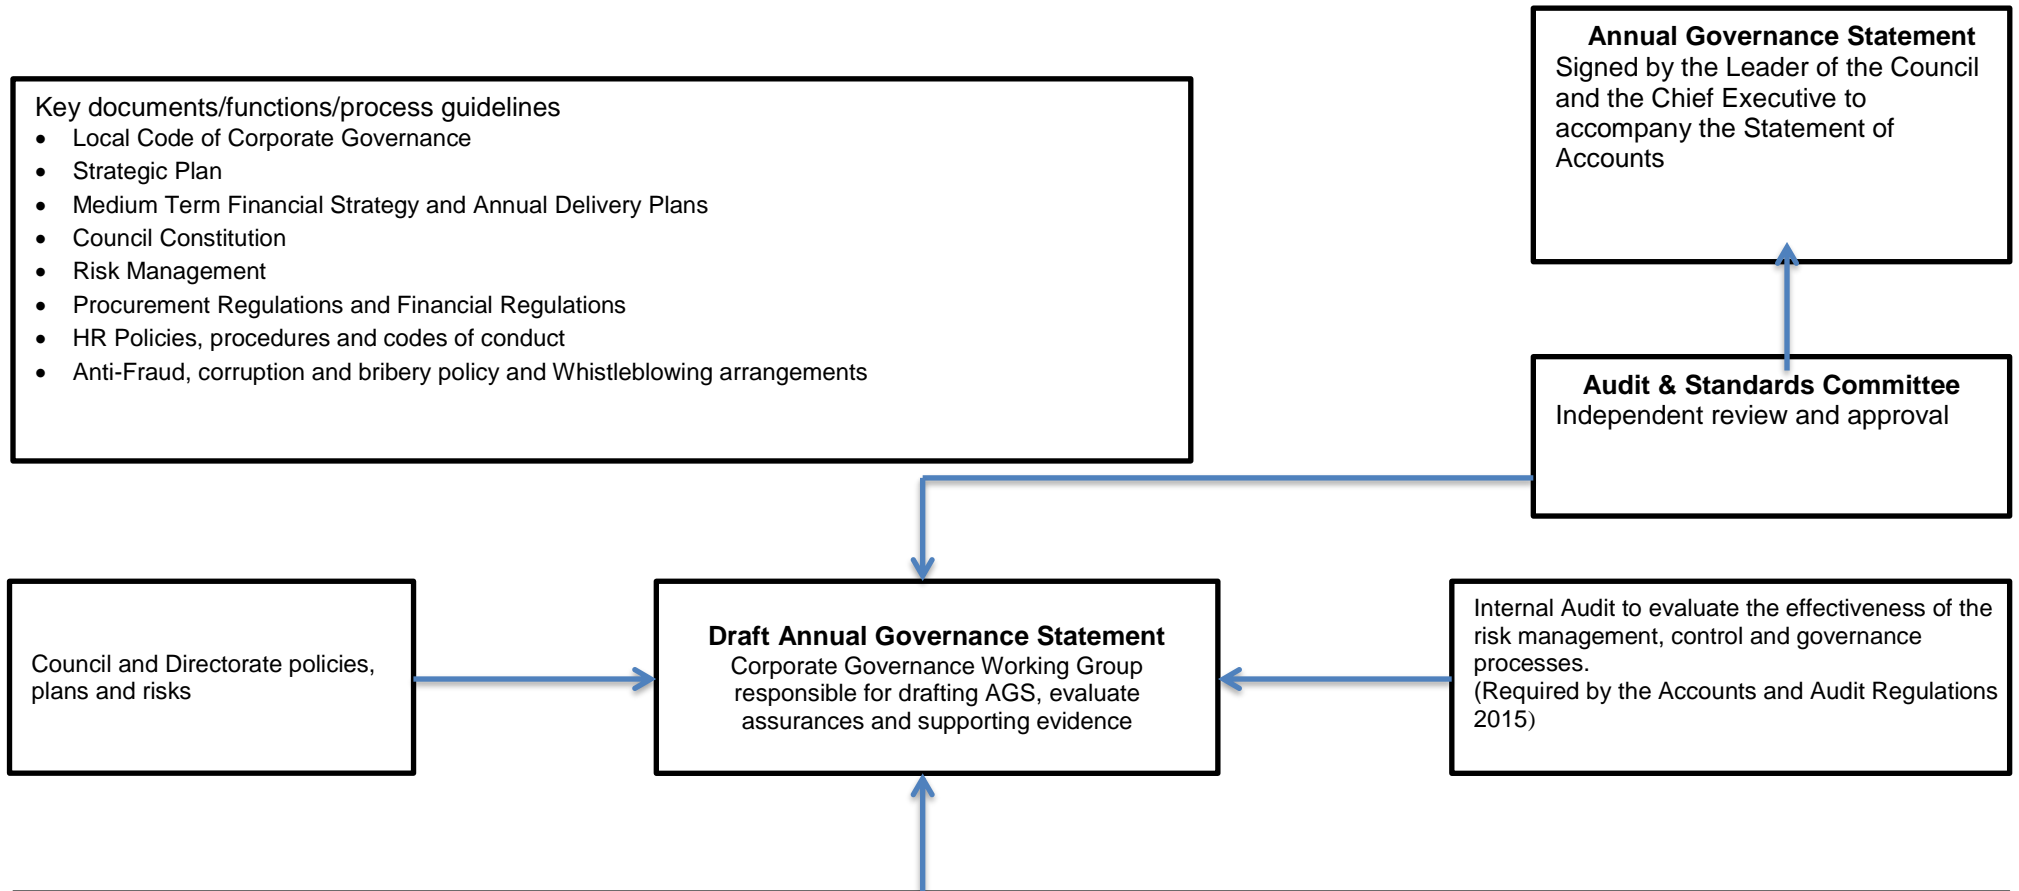 Annual Governance Statement
Signed by the Leader of the Council
and the Chief Executive to
accompany the Statement of
Accounts
Key documents/functions/process guidelines
• Local Code of Corporate Governance
• Strategic Plan
• Medium Term Financial Strategy and Annual Delivery Plans
• Council Constitution
• Risk Management
• Procurement Regulations and Financial Regulations
• HR Policies, procedures and codes of conduct
• Anti-Fraud, corruption and bribery policy and Whistleblowing arrangements
Audit & Standards Committee
Independent review and approval
Council and Directorate policies,
plans and risks
Draft Annual Governance Statement
Corporate Governance Working Group
responsible for drafting AGS, evaluate
assurances and supporting evidence
Internal Audit to evaluate the effectiveness of the
risk management, control and governance
processes.
(Required by the Accounts and Audit Regulations
2015)